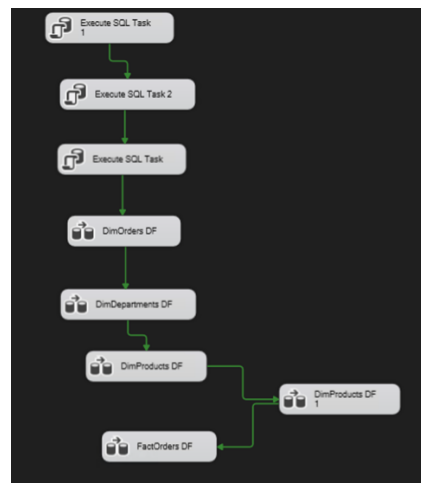 Execute SQL Task
1
Execute SQL Task 2
Execute SQL Task
DimOrders DF
DimDepartments DF
DimProducts DF
DimProducts DF
1
FactOrders DF